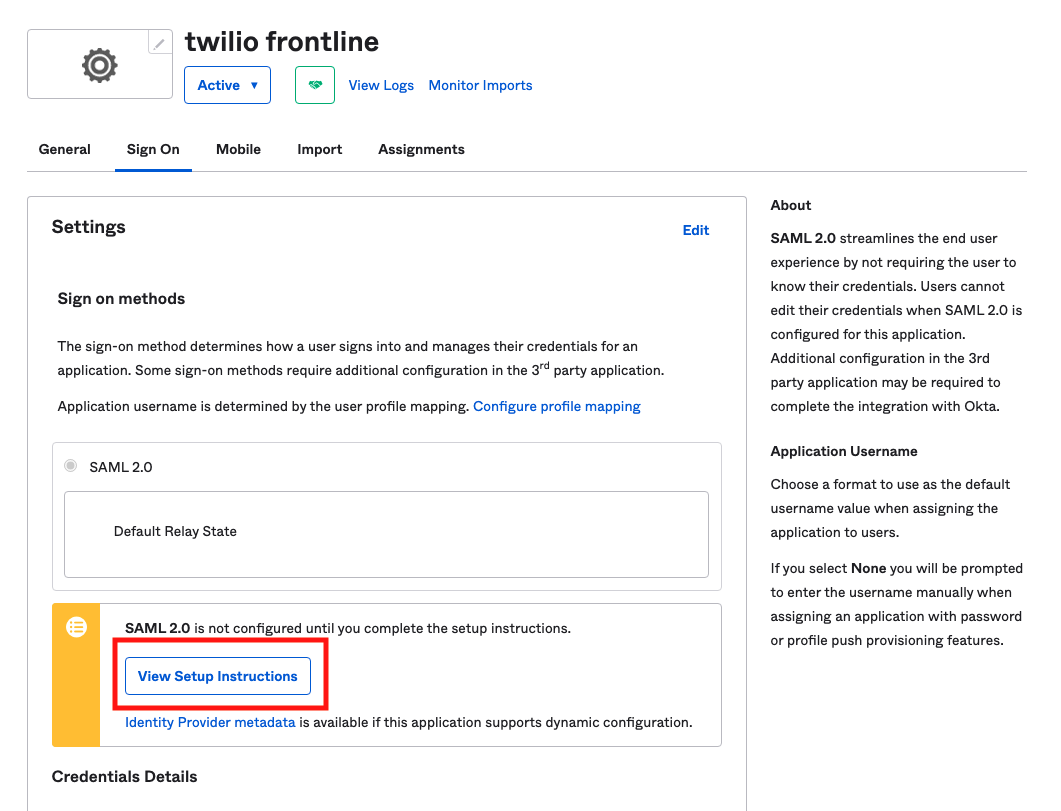 twilio frontline
Active ▼
View Logs
Monitor Imports
General
Sign On
Mobile
Import
Assignments
Settings
Edit
Sign on methods
The sign-on method determines how a user signs into and manages their credentials for an
application. Some sign-on methods require additional configuration in the 3rd party application.
Application username is determined by the user profile mapping. Configure profile mapping
SAML 2.0
Default Relay State
SAML 2.0 is not configured until you complete the setup instructions.
View Setup Instructions
Identity Provider metadata is available if this application supports dynamic configuration.
Credentials Details
About
SAML 2.0 streamlines the end user
experience by not requiring the user to
know their credentials. Users cannot
edit their credentials when SAML 2.0 is
configured for this application.
Additional configuration in the 3rd
party application may be required to
complete the integration with Okta.
Application Username
Choose a format to use as the default
username value when assigning the
application to users.
If you select None you will be prompted
to enter the username manually when
assigning an application with password
or profile push provisioning features.